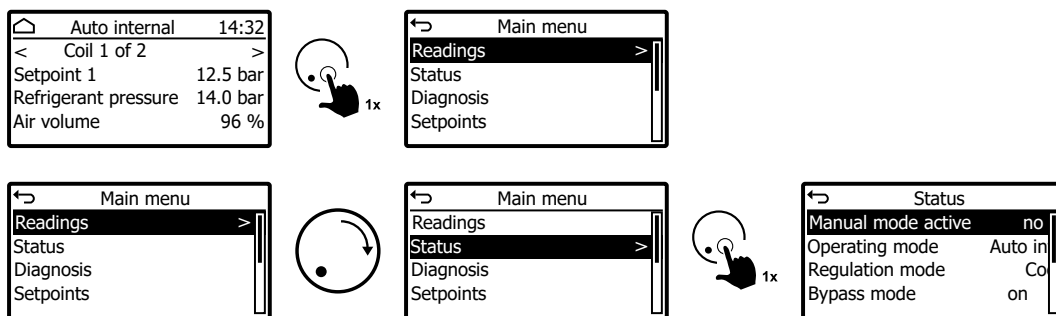 Auto internal 14:32
< Coil 1 of 2 >
Setpoint 1 12.5 bar
Refrigerant pressure 14.0 bar
Air volume 96 %
1x
Main menu
Readings >
Status
Diagnosis
Setpoints
Main menu
Readings >
Status
Diagnosis
Setpoints
Main menu
Readings
Status >
Diagnosis
Setpoints
1x
Status
Manual mode active no
Operating mode Auto in
Regulation mode
Bypass mode on